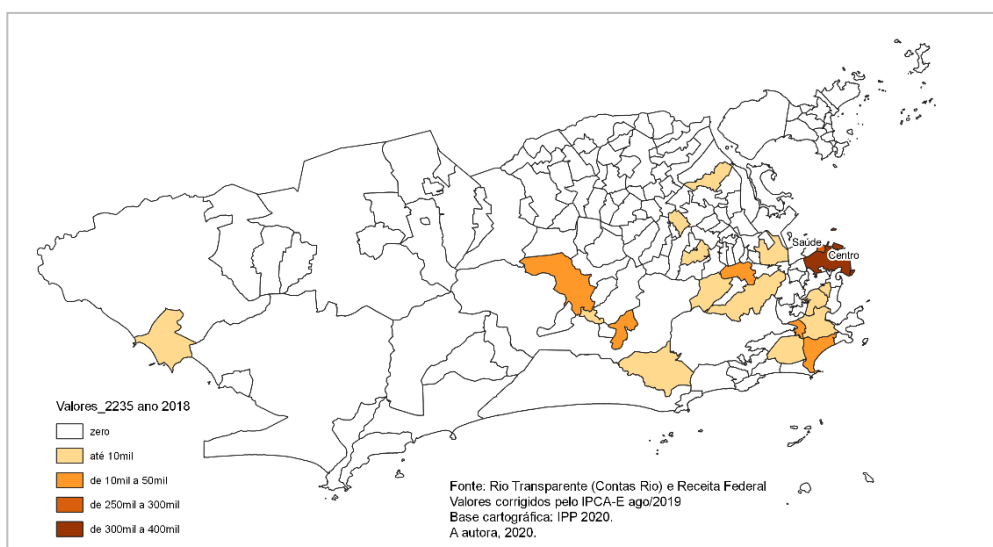 Saúde
Centro
Valores_2235 ano 2018
zero
até 10mil
de 10mil a 50mil
de 250mil a 300mil
de 300mil a 400mil
Fonte: Rio Transparente (Contas Rio) e Receita Federal
Valores corrigidos pelo IPCA-E ago/2019
Base cartográfica: IPP 2020.
A autora, 2020.